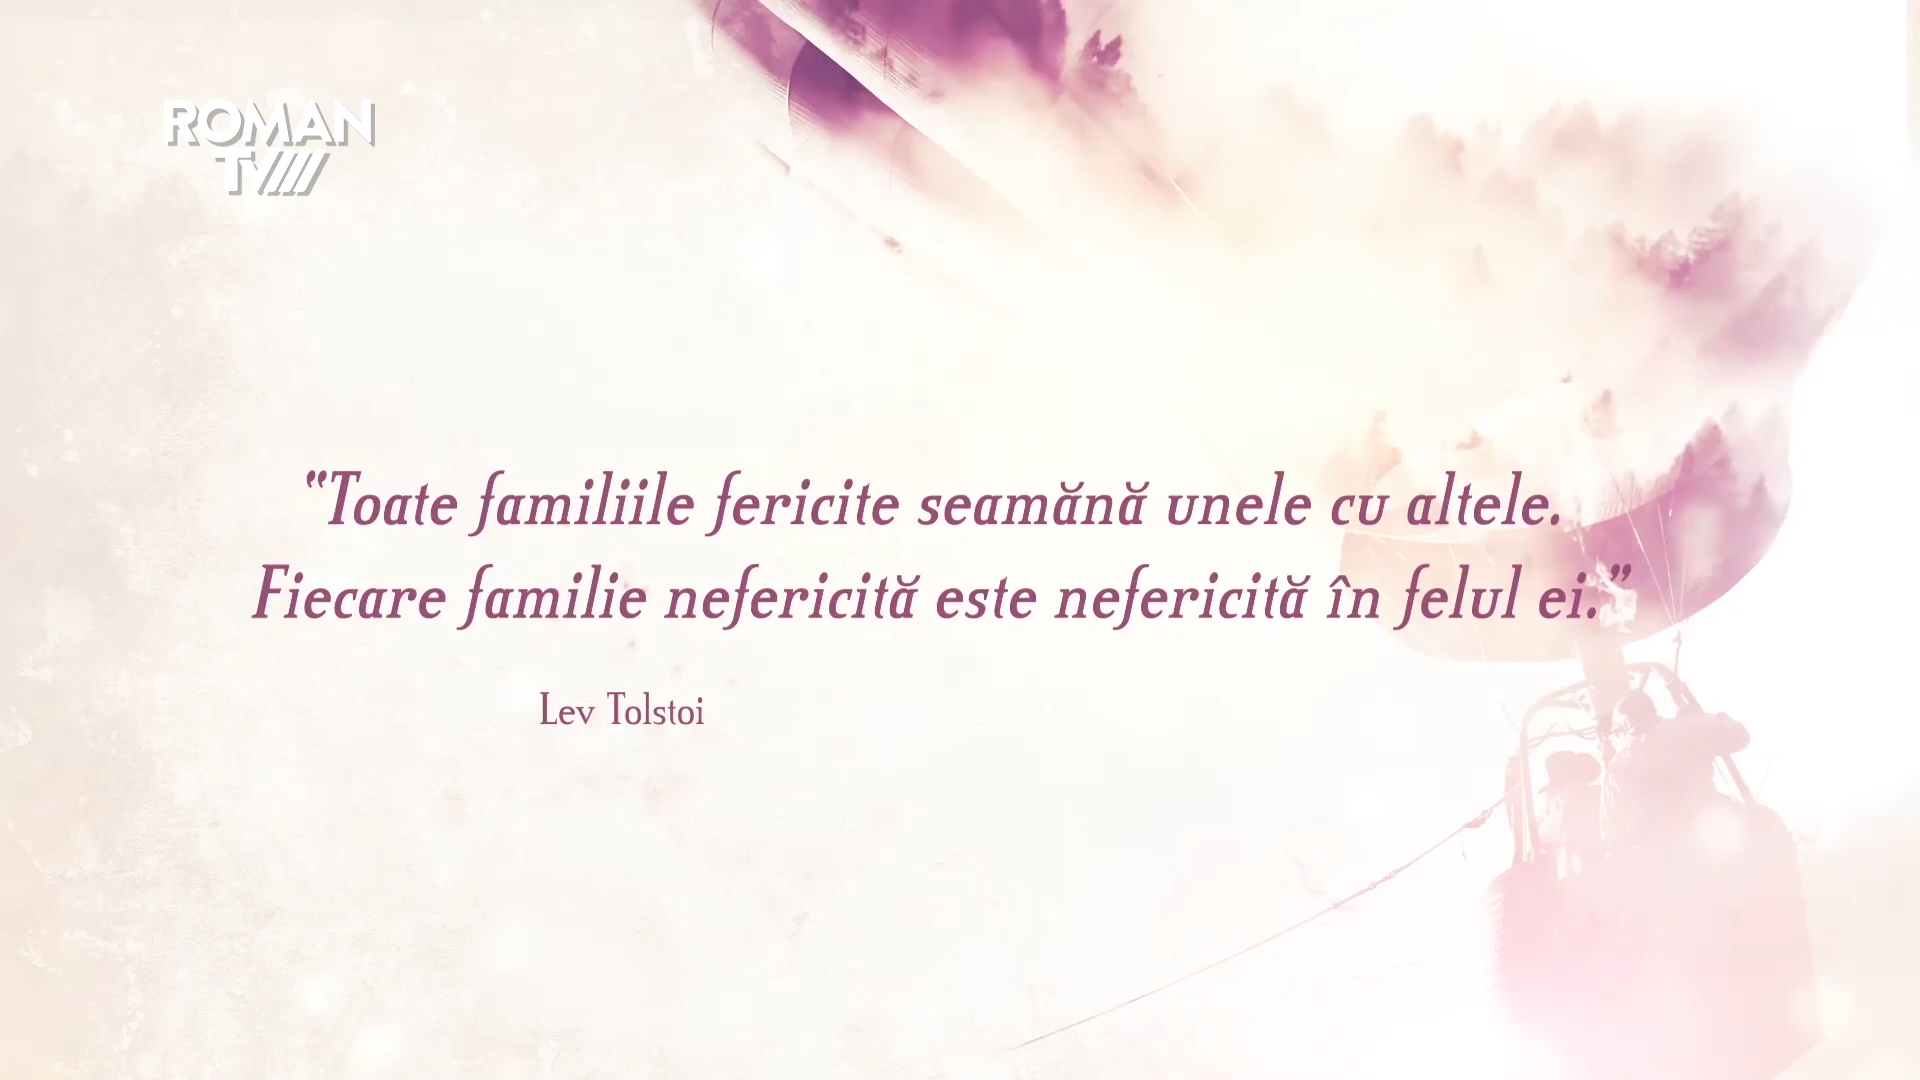 ROMAN
TV///
"Toate familiile fericite seamănă unele cu altele.
Fiecare familie nefericită este nefericită în felul ei."
Lev Tolstoi